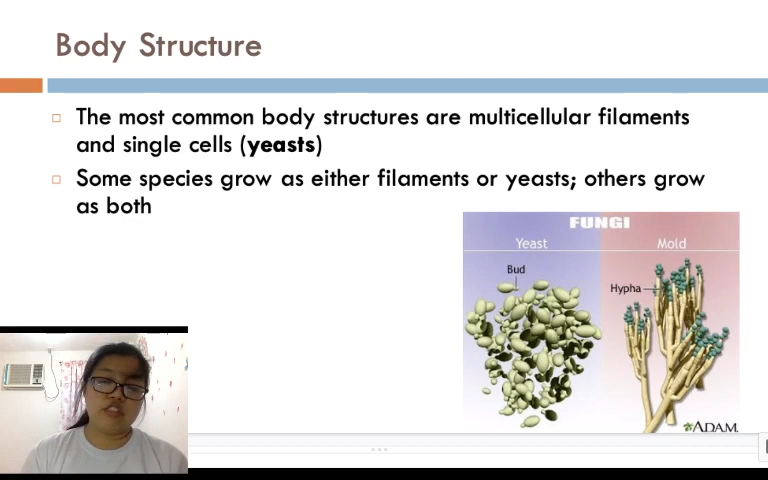 Body Structure
The most common body structures are multicellular filaments
and single cells (yeasts)
Some species grow as either filaments or yeasts; others grow
as both
FUNGI
Yeast
Mold
Bud
Hypha
ADAM.